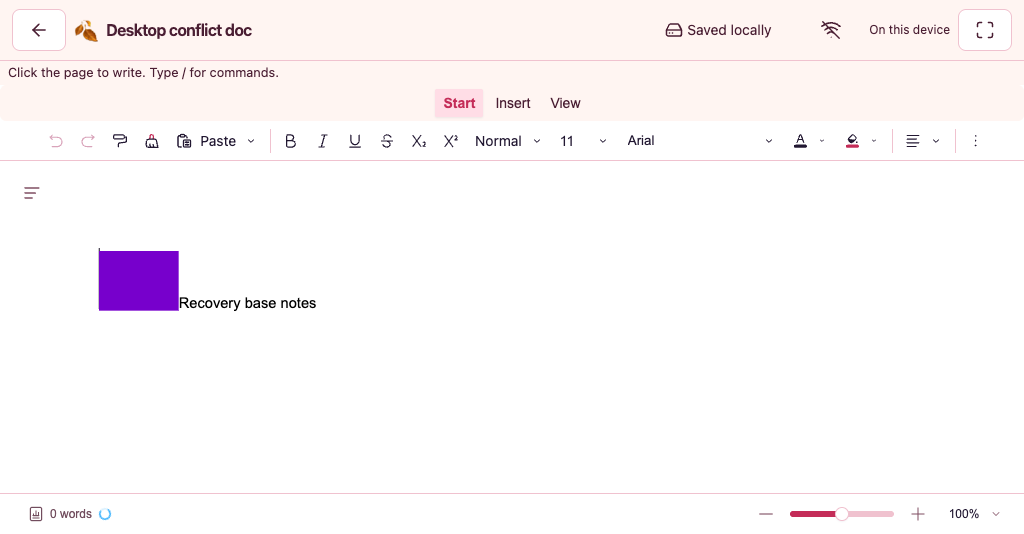 Desktop conflict doc
Saved locally
On this device
Click the page to write. Type / for commands.
Start Insert View
Paste B I U S X₂ X² Normal 11 Arial A
Recovery base notes
0 words
100%